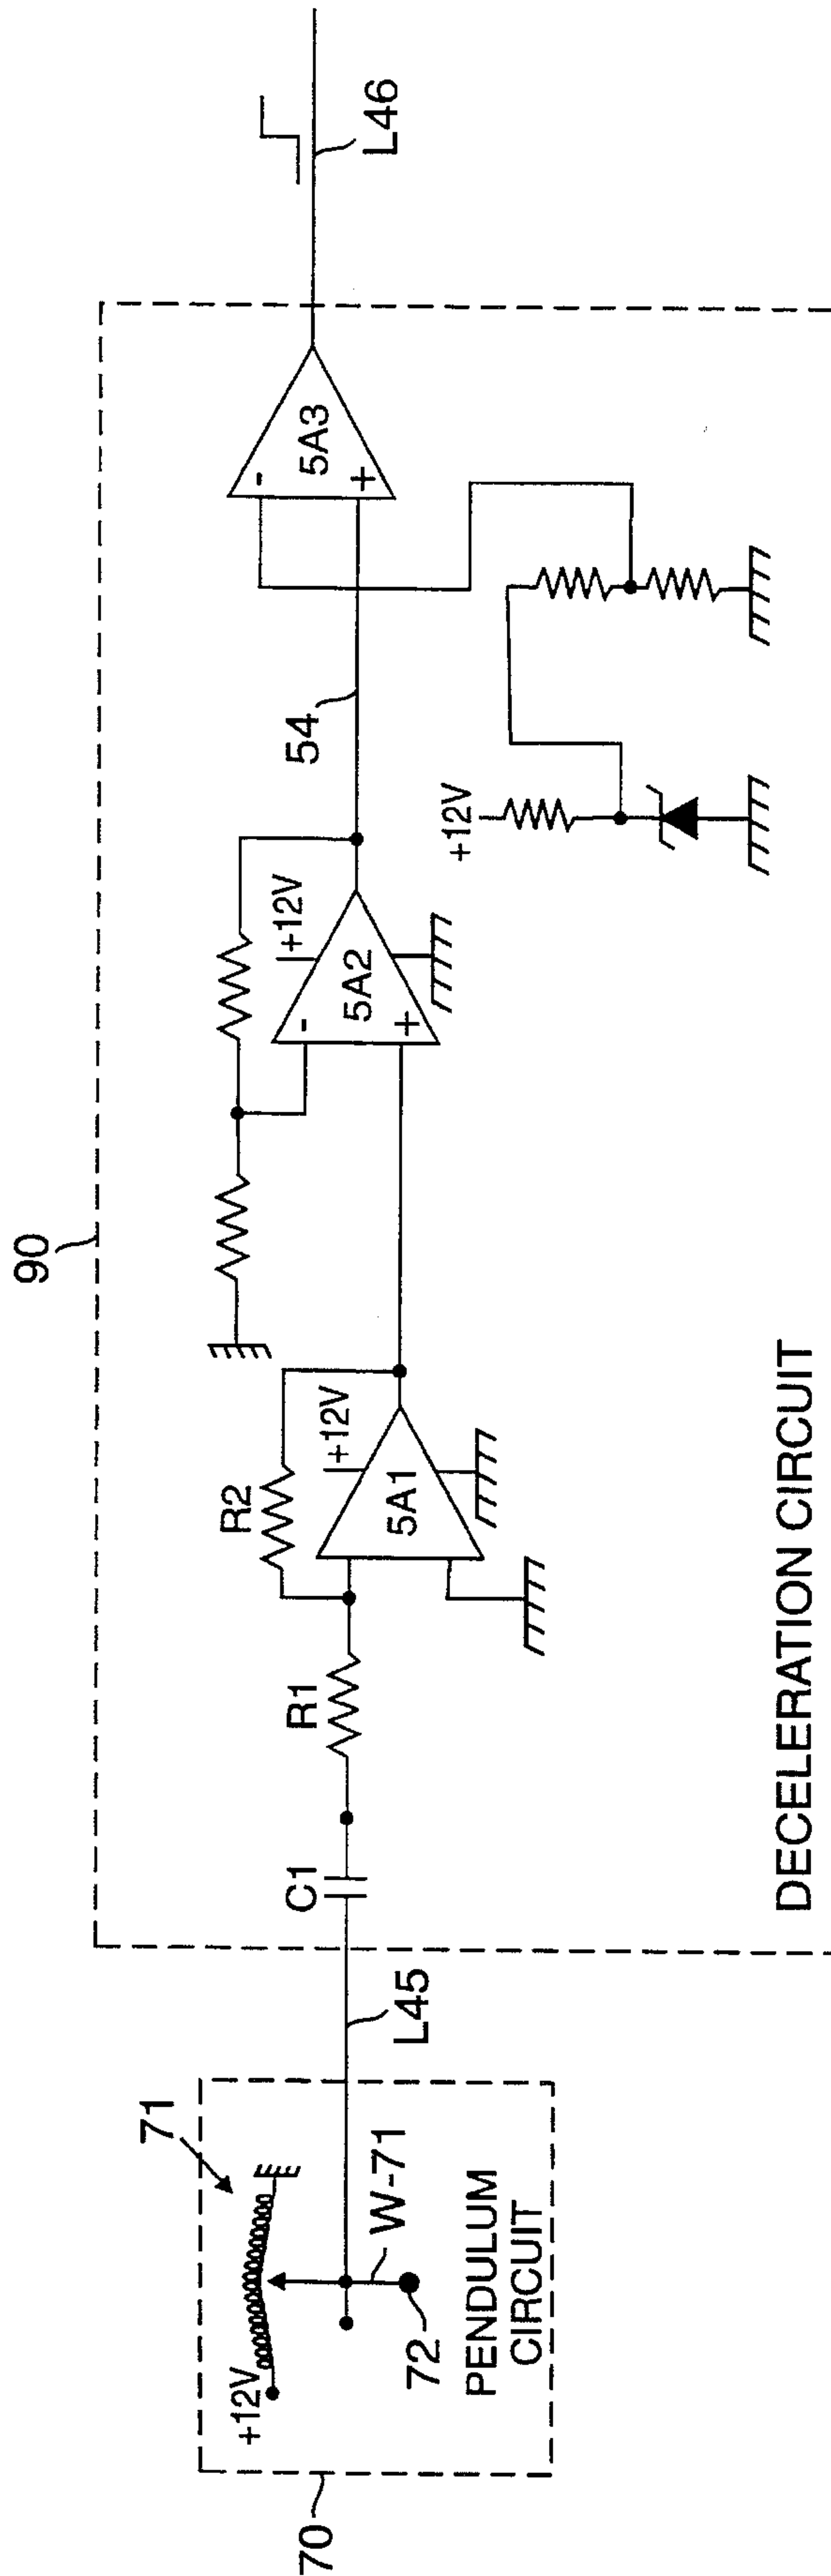 90
70
71
+12V
72
W-71
PENDULUM
CIRCUIT
L45
C1
R1
R2
+12V
5A1
+12V
-
+
5A2
54
+12V
-
+
5A3
L46
DECELERATION CIRCUIT